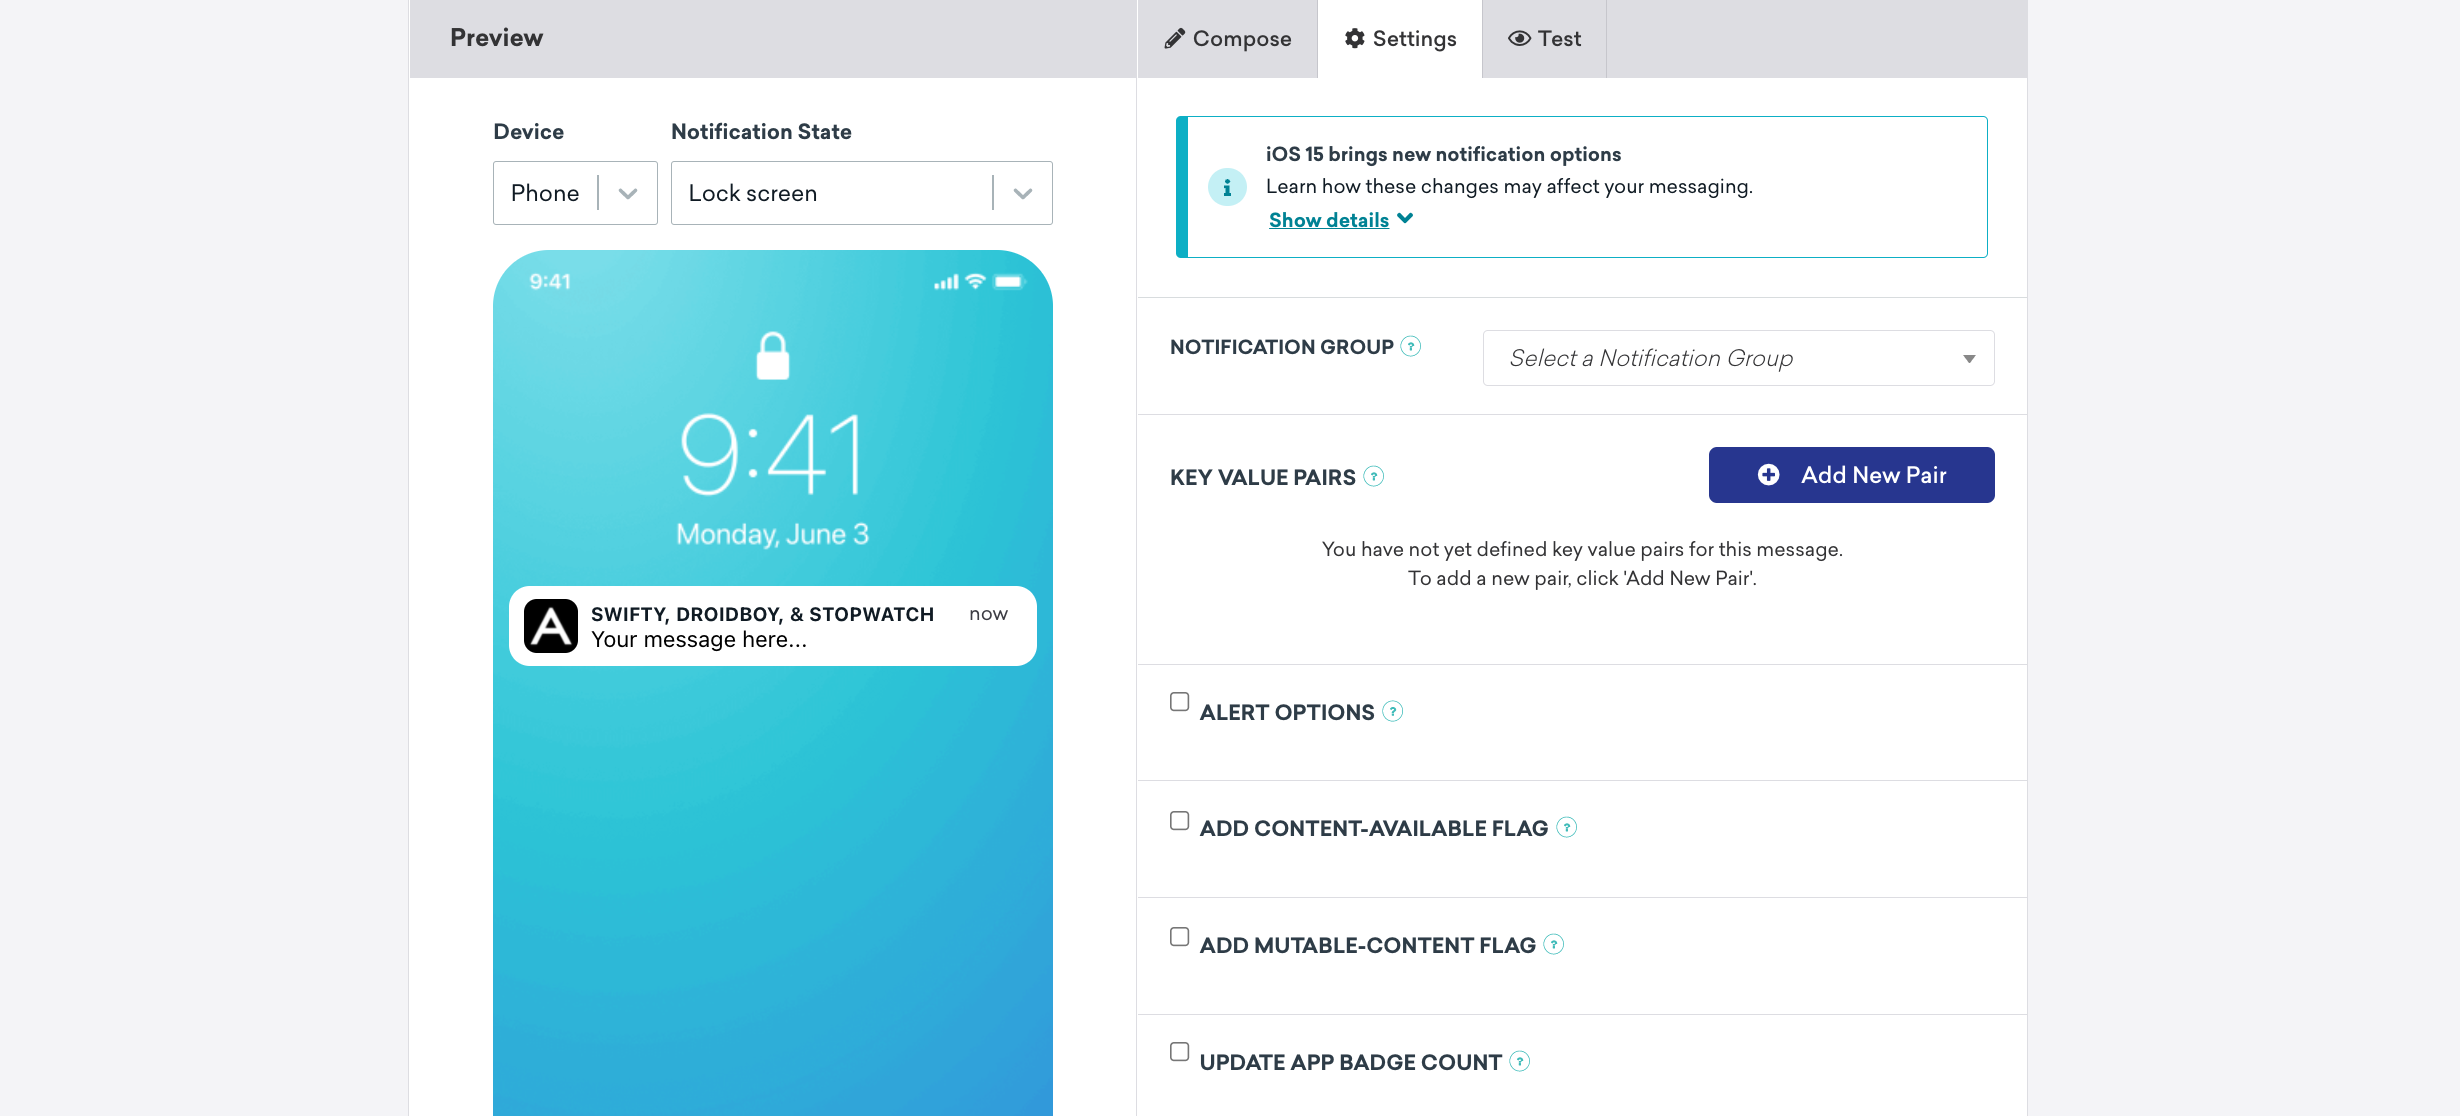 Preview
Compose
Settings
Test
Device
Notification State
Phone
Lock screen
9:41
9:41
Monday, June 3
SWIFTY, DROIDBOY, & STOPWATCH now
Your message here...
iOS 15 brings new notification options
Learn how these changes may affect your messaging.
Show details
NOTIFICATION GROUP ?
Select a Notification Group
KEY VALUE PAIRS ?
Add New Pair
You have not yet defined key value pairs for this message.
To add a new pair, click 'Add New Pair'.
ALERT OPTIONS ?
ADD CONTENT-AVAILABLE FLAG ?
ADD MUTABLE-CONTENT FLAG ?
UPDATE APP BADGE COUNT ?